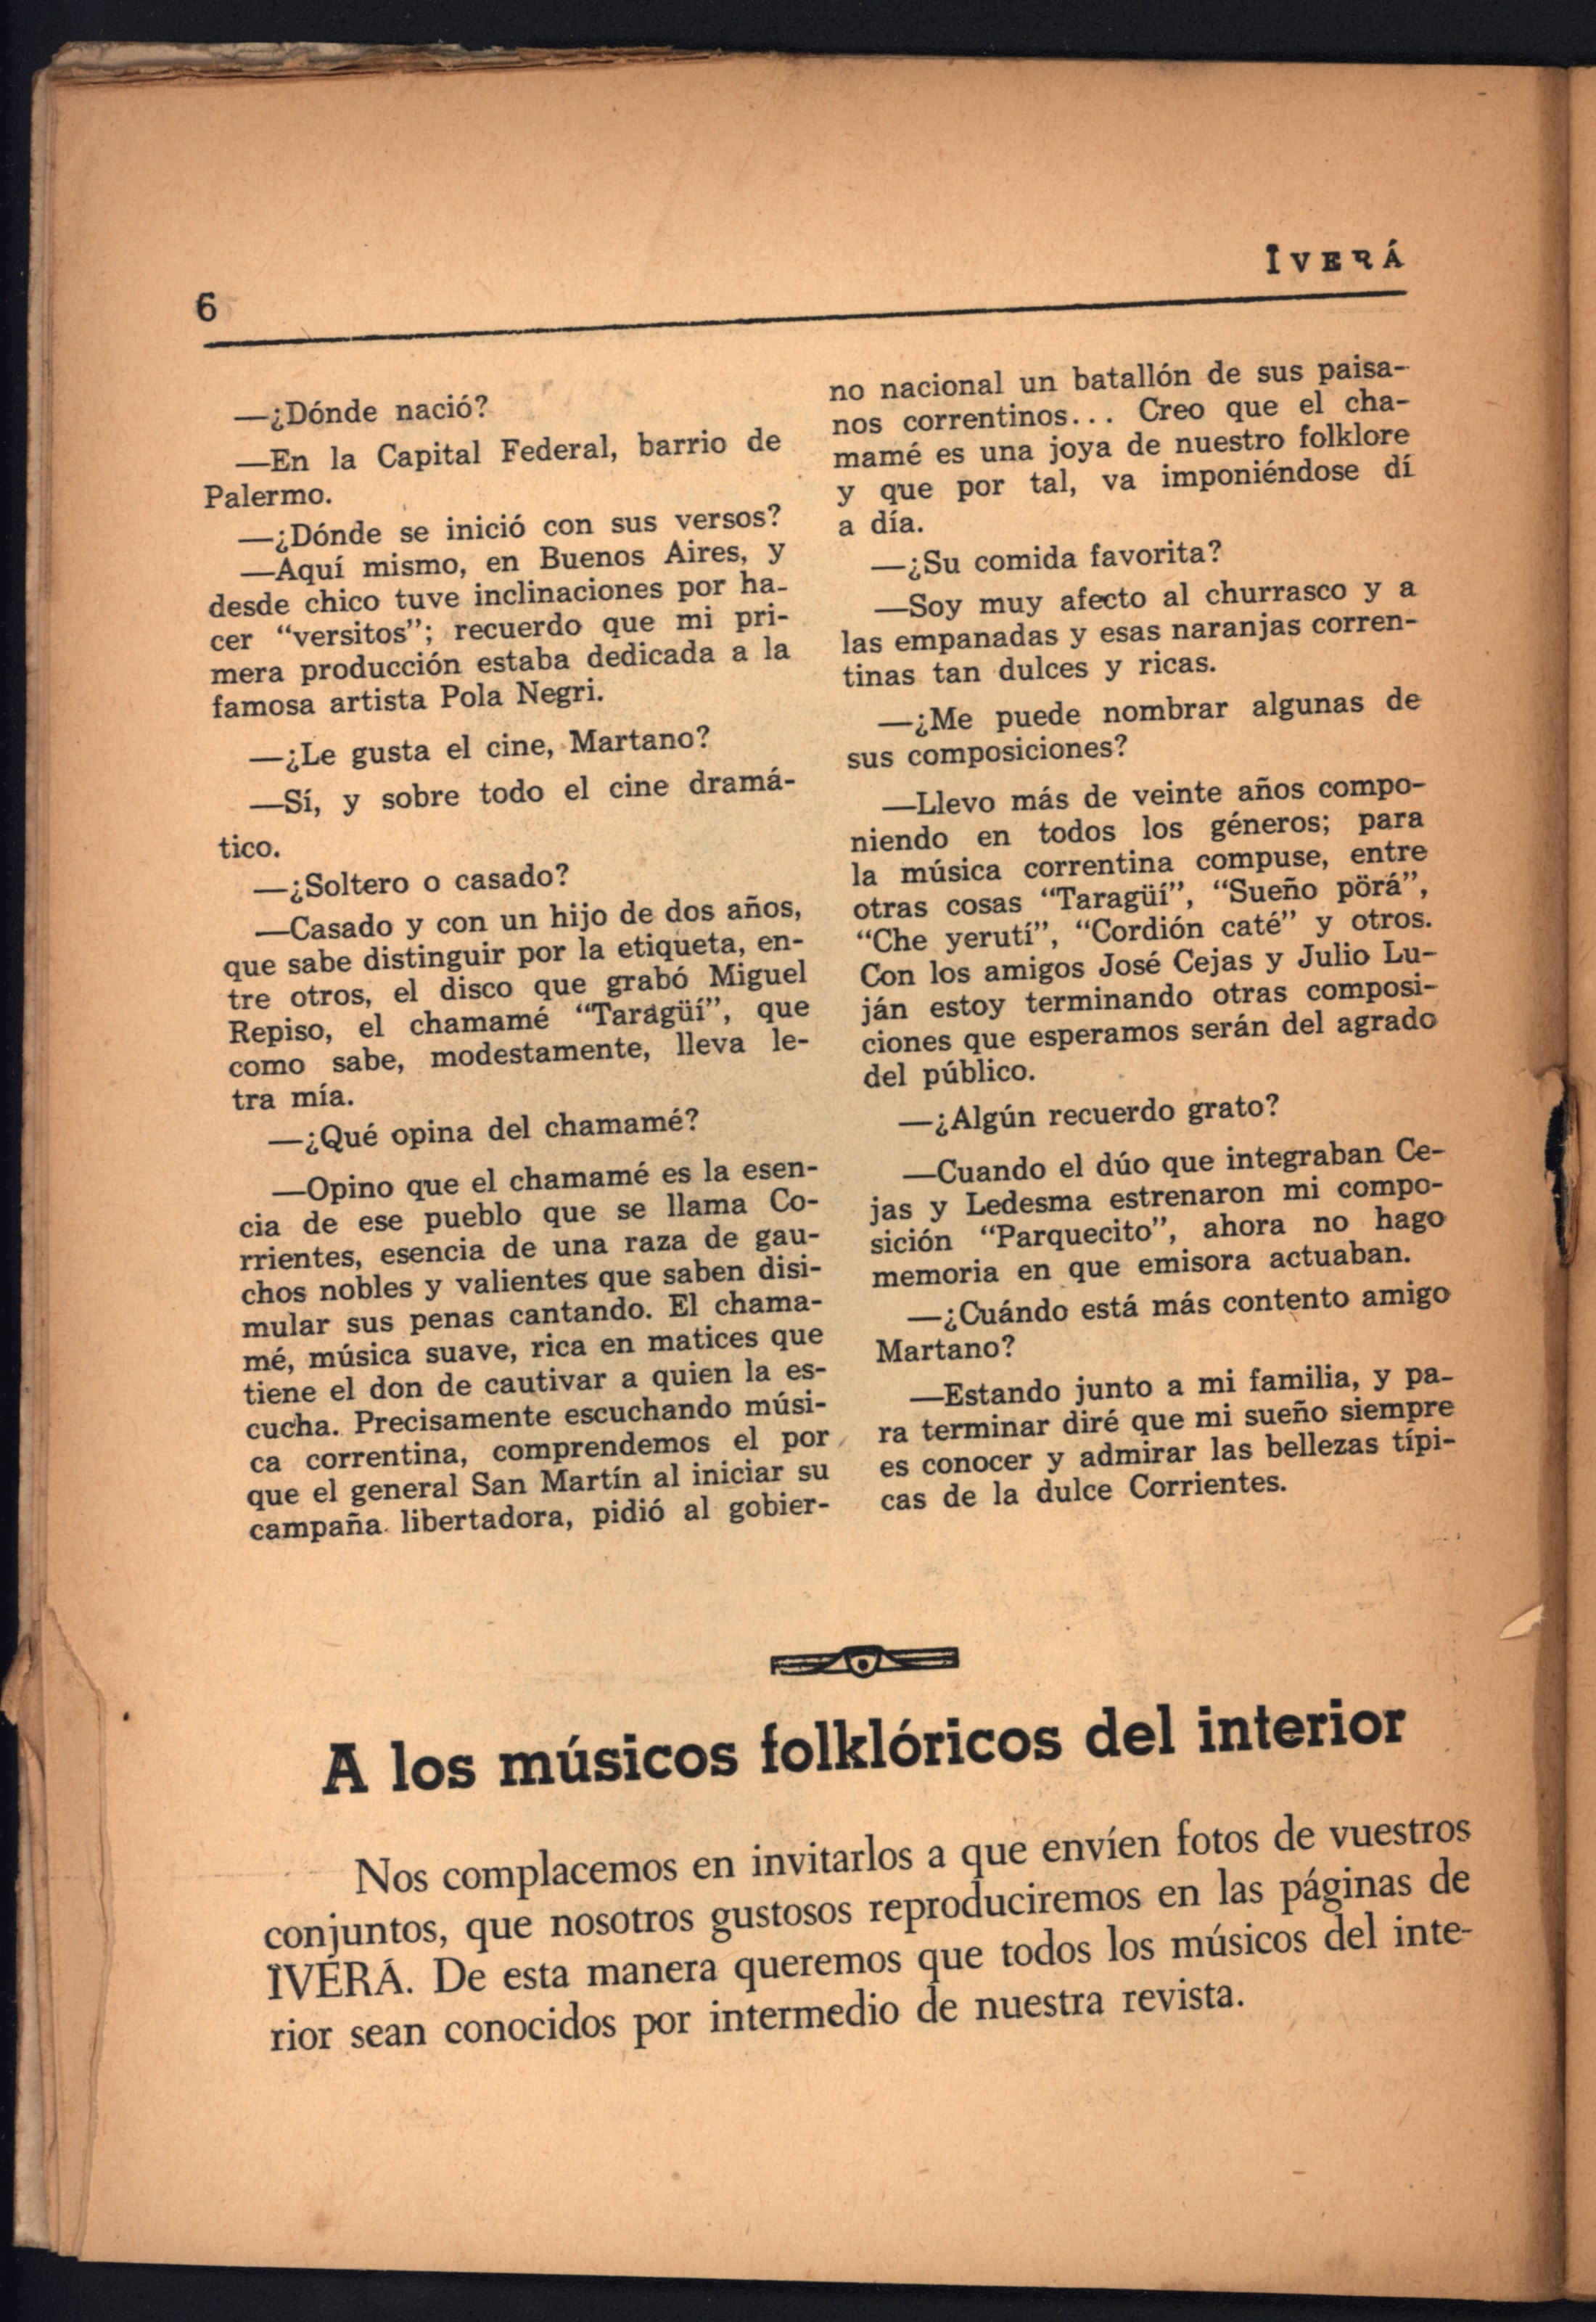 6
ĨVERÁ
—¿Dónde nació?
—En la Capital Federal, barrio de
Palermo.
—¿Dónde se inició con sus versos?
—Aquí mismo, en Buenos Aires, y
desde chico tuve inclinaciones por ha-
cer “versitos”; recuerdo que mi pri-
mera producción estaba dedicada a la
famosa artista Pola Negri.
—¿Le gusta el cine, Martano?
—Sí, y sobre todo el cine dramá-
tico.
—¿Soltero o casado?
—Casado y con un hijo de dos años,
que sabe distinguir por la etiqueta, en-
tre otros, el disco que grabó Miguel
Repiso, el chamamé “Taragüí”, que
como sabe, modestamente, lleva le-
tra mía.
—¿Qué opina del chamamé?
—Opino que el chamamé es la esen-
cia de ese pueblo que se llama Co-
rrientes, esencia de una raza de gau-
chos nobles y valientes que saben disi-
mular sus penas cantando. El chama-
mé, música suave, rica en matices que
tiene el don de cautivar a quien la es-
cucha. Precisamente escuchando músi-
ca correntina, comprendemos el por
que el general San Martín al iniciar su
campaña libertadora, pidió al gobier-
no nacional un batallón de sus paisa-
nos correntinos... Creo que el cha-
mamé es una joya de nuestro folklore
y que por tal, va imponiéndose dí
a día.
—¿Su comida favorita?
—Soy muy afecto al churrasco y a
las empanadas y esas naranjas corren-
tinas tan dulces y ricas.
—¿Me puede nombrar algunas de
sus composiciones?
—Llevo más de veinte años compo-
niendo en todos los géneros; para
la música correntina compuse, entre
otras cosas “Taragüí”, “Sueño pörá”,
“Che yerutí”, “Cordión caté” y otros.
Con los amigos José Cejas y Julio Lu-
ján estoy terminando otras composi-
ciones que esperamos serán del agrado
del público.
—¿Algún recuerdo grato?
—Cuando el dúo que integraban Ce-
jas y Ledesma estrenaron mi compo-
sición “Parquecito”, ahora no hago
memoria en que emisora actuaban.
—¿Cuándo está más contento amigo
Martano?
—Estando junto a mi familia, y pa-
ra terminar diré que mi sueño siempre
es conocer y admirar las bellezas típi-
cas de la dulce Corrientes.
A los músicos folklóricos del interior
Nos complacemos en invitarlos a que envíen fotos de vuestros
conjuntos, que nosotros gustosos reproduciremos en las páginas de
ĨVERÁ. De esta manera queremos que todos los músicos del inte-
rior sean conocidos por intermedio de nuestra revista.